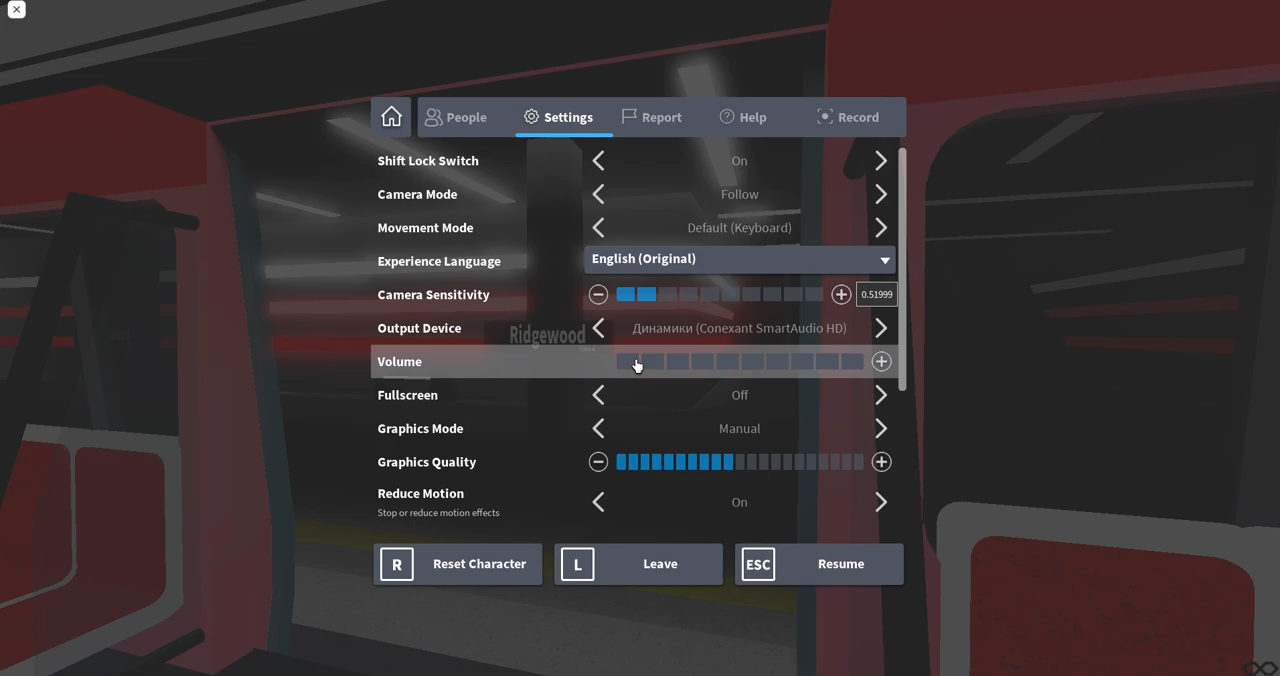 People Settings Report Help Record
Shift Lock Switch On
Camera Mode Follow
Movement Mode Default (Keyboard)
Experience Language English (Original)
Camera Sensitivity 0.51999
Output Device Динамики (Conexant SmartAudio HD)
Ridgewood
Volume
Fullscreen Off
Graphics Mode Manual
Graphics Quality
Reduce Motion On
Stop or reduce motion effects
R Reset Character L Leave ESC Resume